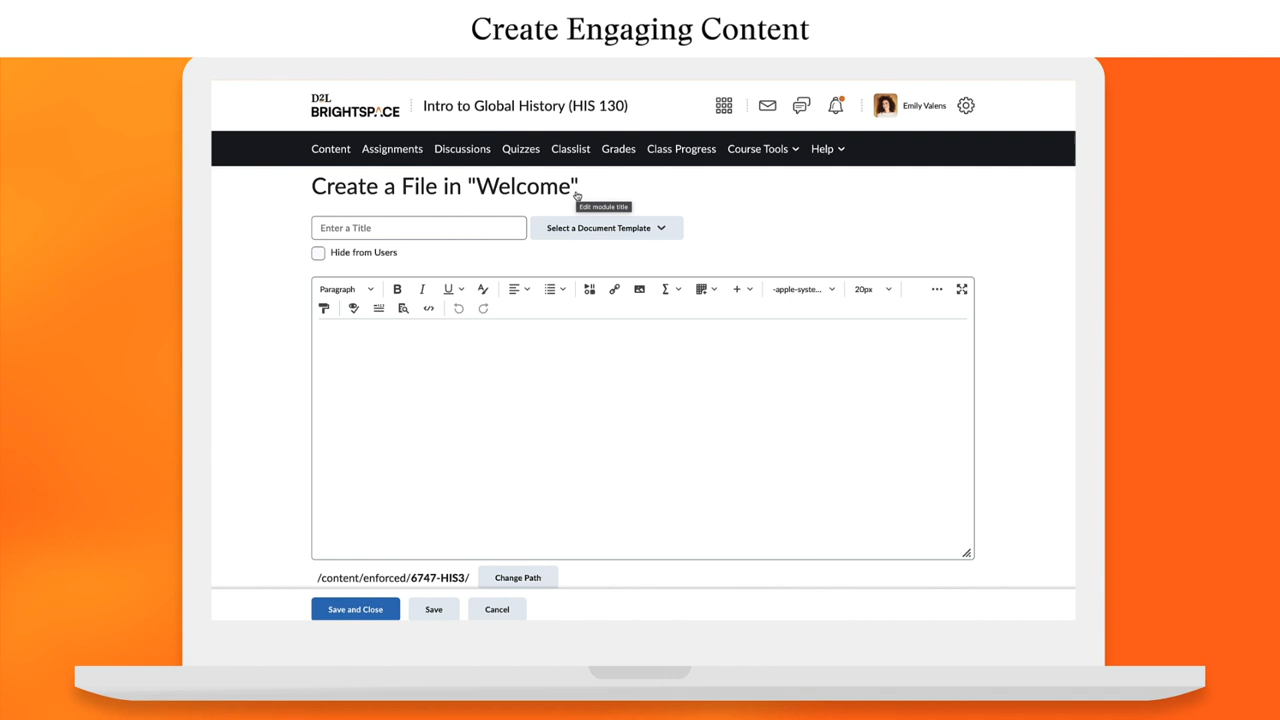 Create Engaging Content
D2L
BRIGHTSPACE
Intro to Global History (HIS 130)
Emily Valens
Content Assignments Discussions Quizzes Classlist Grades Class Progress Course Tools Help
Create a File in "Welcome"
Edit module title
Enter a Title
Select a Document Template
Hide from Users
Paragraph B I U -apple-syste... 20px
/content/enforced/6747-HIS3/ Change Path
Save and Close Save Cancel